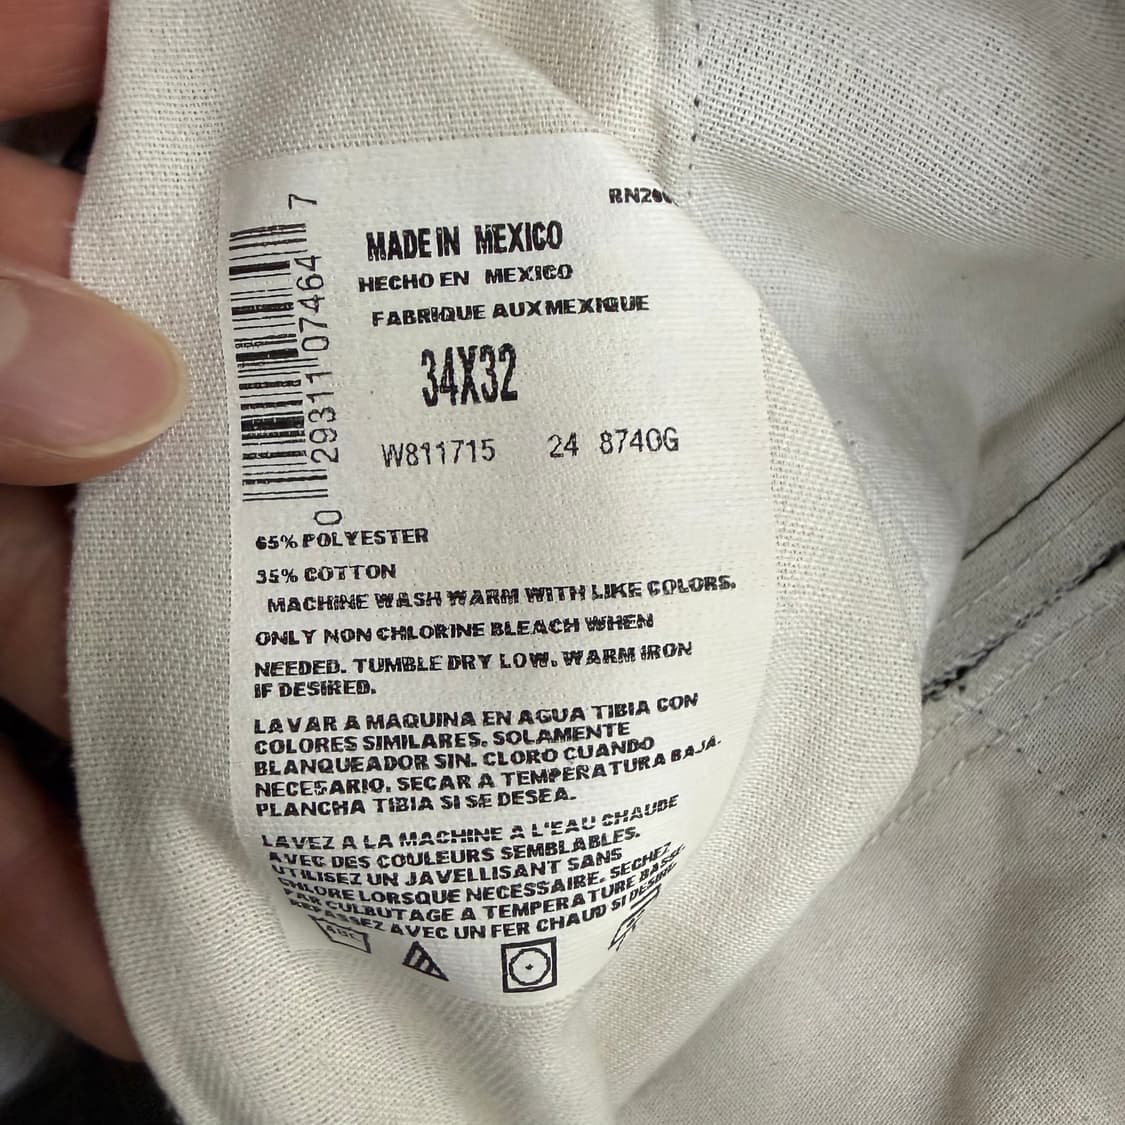 MADE IN MEXICO
HECHO EN MEXICO
FABRIQUE AUX MEXIQUE
34X32
W811715 24 8740G
0 29311 07464 7
65% POLYESTER
35% COTTON
MACHINE WASH WARM WITH LIKE COLORS.
ONLY NON CHLORINE BLEACH WHEN
NEEDED. TUMBLE DRY LOW. WARM IRON
IF DESIRED.
LAVAR A MAQUINA EN AGUA TIBIA CON
COLORES SIMILARES. SOLAMENTE
BLANQUEADOR SIN. CLORO CUANDO
NECESARIO. SECAR A TEMPERATURA BAJA.
PLANCHA TIBIA SI SE DESEA.
LAVEZ A LA MACHINE A L'EAU CHAUDE
AVEC DES COULEURS SEMBLABLES.
UTILISEZ UN JAVELLISANT SANS
CHLORE LORSQUE NECESSAIRE. SECHEZ
PAR CULBUTAGE A TEMPERATURE BASSE.
REPASSEZ AVEC UN FER CHAUD SI DESIRE.